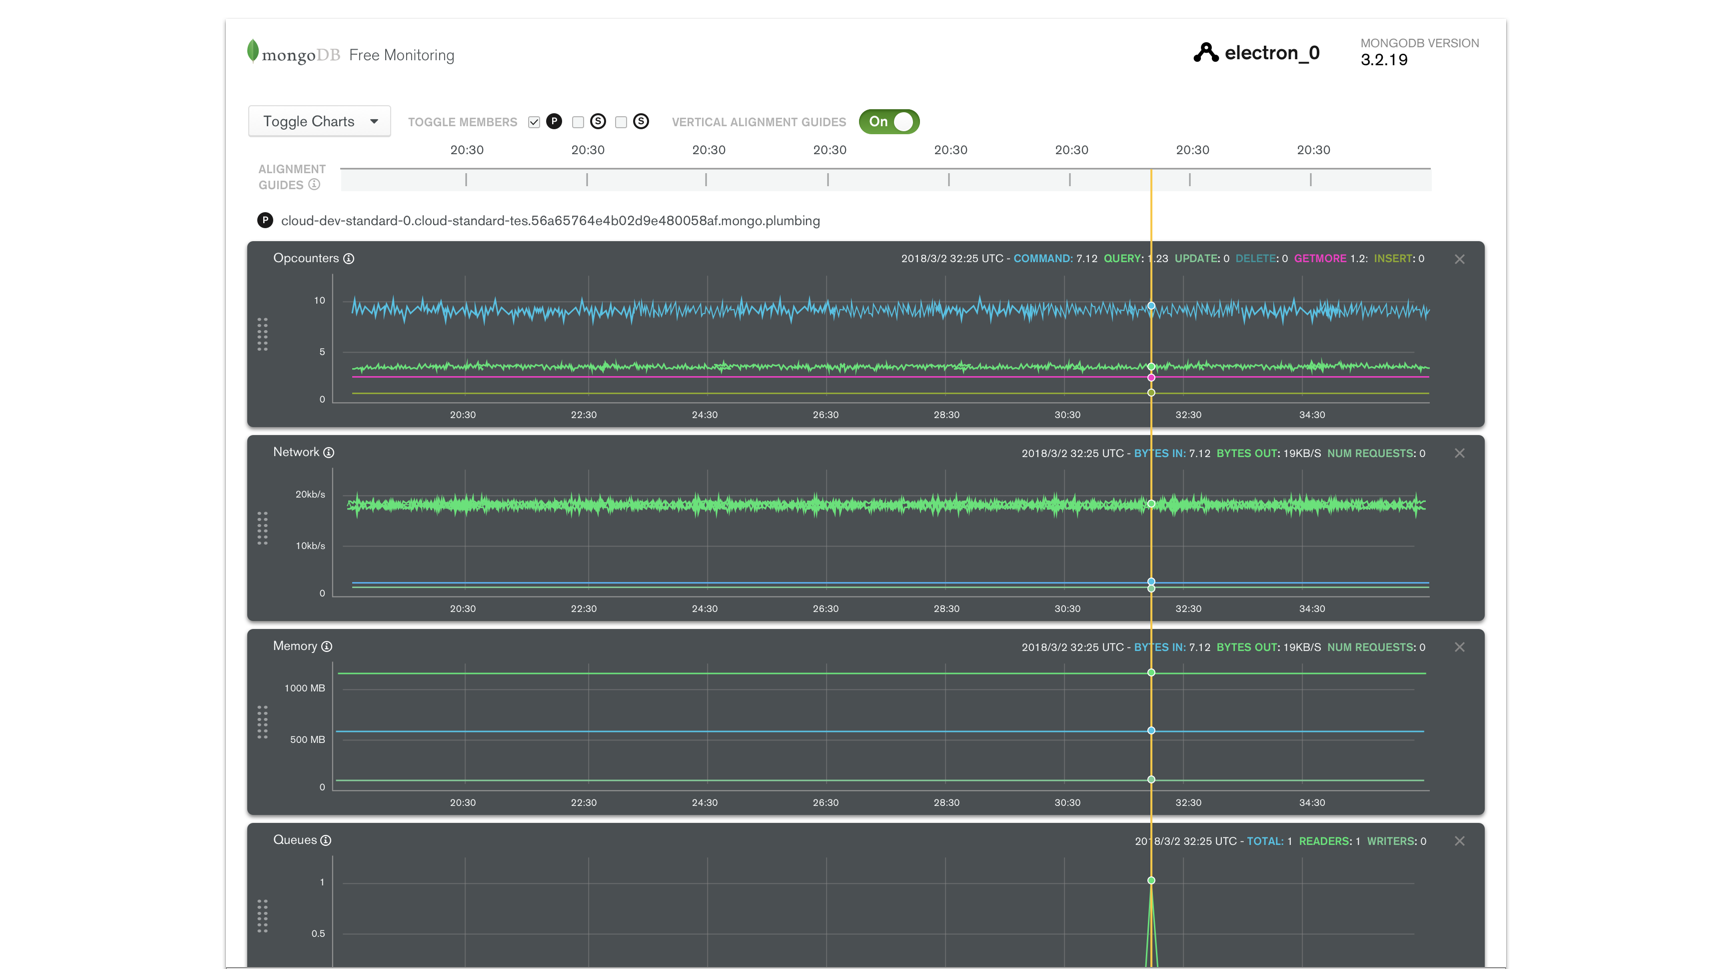 mongoDB Free Monitoring
electron_0
MONGODB VERSION
3.2.19
Toggle Charts
TOGGLE MEMBERS P S S
VERTICAL ALIGNMENT GUIDES On
20:30 20:30 20:30 20:30 20:30 20:30 20:30 20:30
ALIGNMENT
GUIDES
P cloud-dev-standard-0.cloud-standard-tes.56a65764e4b02d9e480058af.mongo.plumbing
Opcounters
2018/3/2 32:25 UTC - COMMAND: 7.12 QUERY: 1.23 UPDATE: 0 DELETE: 0 GETMORE 1.2: INSERT: 0
10
5
0
20:30 22:30 24:30 26:30 28:30 30:30 32:30 34:30
Network
2018/3/2 32:25 UTC - BYTES IN: 7.12 BYTES OUT: 19KB/S NUM REQUESTS: 0
20kb/s
10kb/s
0
20:30 22:30 24:30 26:30 28:30 30:30 32:30 34:30
Memory
2018/3/2 32:25 UTC - BYTES IN: 7.12 BYTES OUT: 19KB/S NUM REQUESTS: 0
1000 MB
500 MB
0
20:30 22:30 24:30 26:30 28:30 30:30 32:30 34:30
Queues
2018/3/2 32:25 UTC - TOTAL: 1 READERS: 1 WRITERS: 0
1
0.5